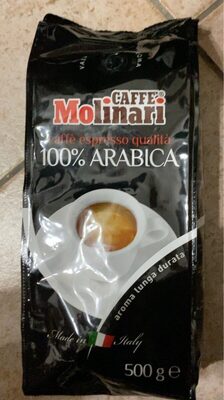 CAFFÈ®
Molinari
caffè espresso qualità
100% ARABICA
aroma lunga durata
Made in Italy
500 g ℮